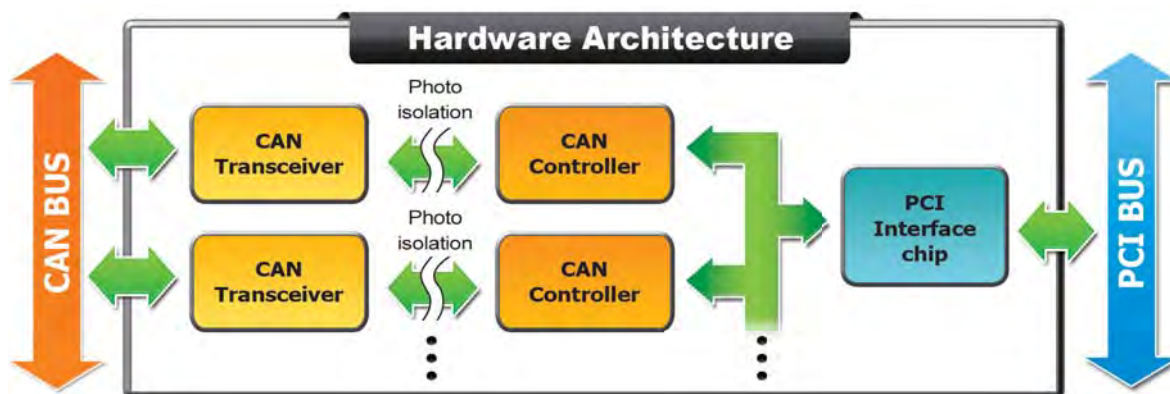 Hardware Architecture
CAN BUS
Photo
isolation
CAN
Transceiver
CAN
Controller
Photo
isolation
CAN
Transceiver
CAN
Controller
PCI
Interface
chip
PCI BUS